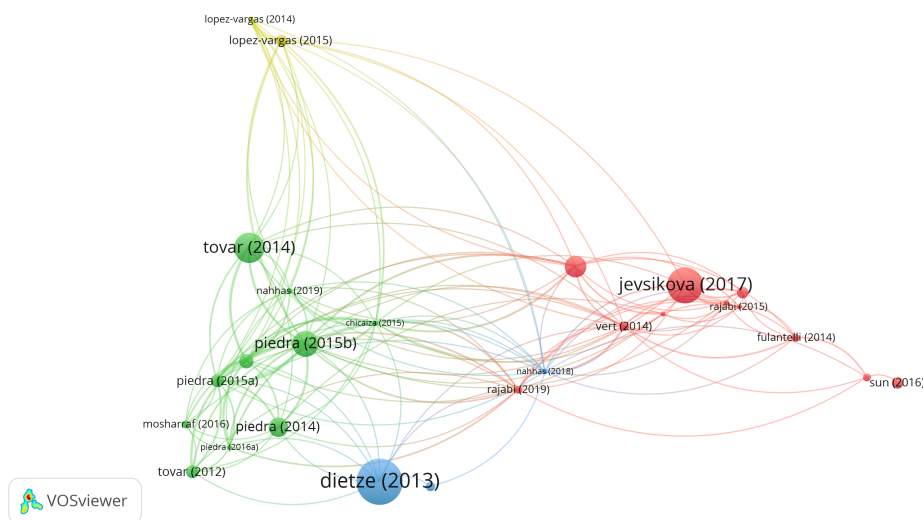 lopez-vargas (2014)
lopez-vargas (2015)
tovar (2014)
jevsikova (2017)
nahhas (2019)
rajabi (2015)
chicaiza (2015)
vert (2014)
piedra (2015b)
fulantelli (2014)
nahhas (2018)
piedra (2015a)
sun (2016)
rajabi (2019)
mosharraf (2016)
piedra (2014)
piedra (2016a)
tovar (2012)
dietze (2013)
VOSviewer